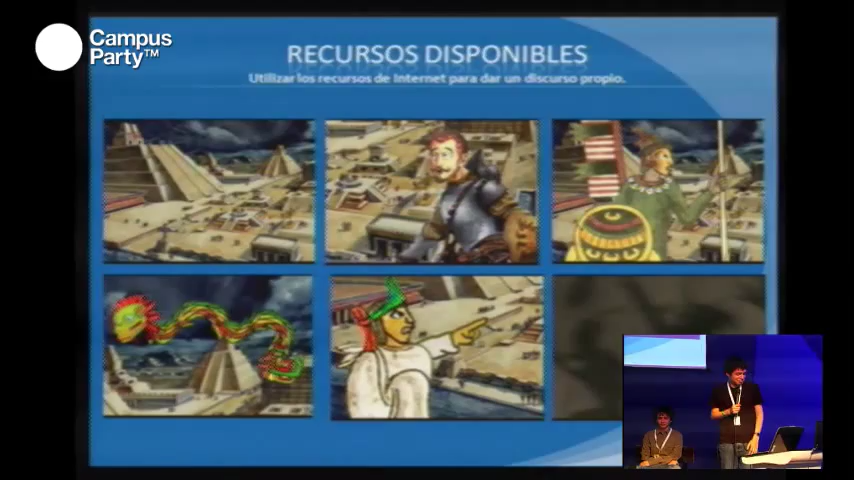 Campus
Party™
RECURSOS DISPONIBLES
Utilizar los recursos de Internet para dar un discurso propio.